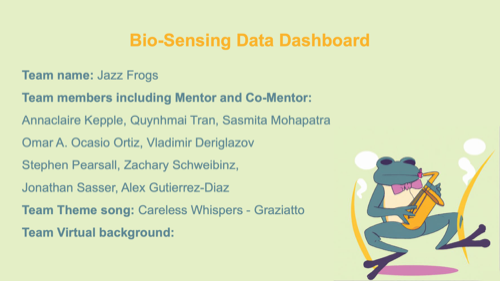 Bio-Sensing Data Dashboard
Team name: Jazz Frogs
Team members including Mentor and Co-Mentor:
Annaclaire Kepple, Quynhmai Tran, Sasmita Mohapatra
Omar A. Ocasio Ortiz, Vladimir Deriglazov
Stephen Pearsall, Zachary Schweibinz,
Jonathan Sasser, Alex Gutierrez-Diaz
Team Theme song: Careless Whispers - Graziatto
Team Virtual background: